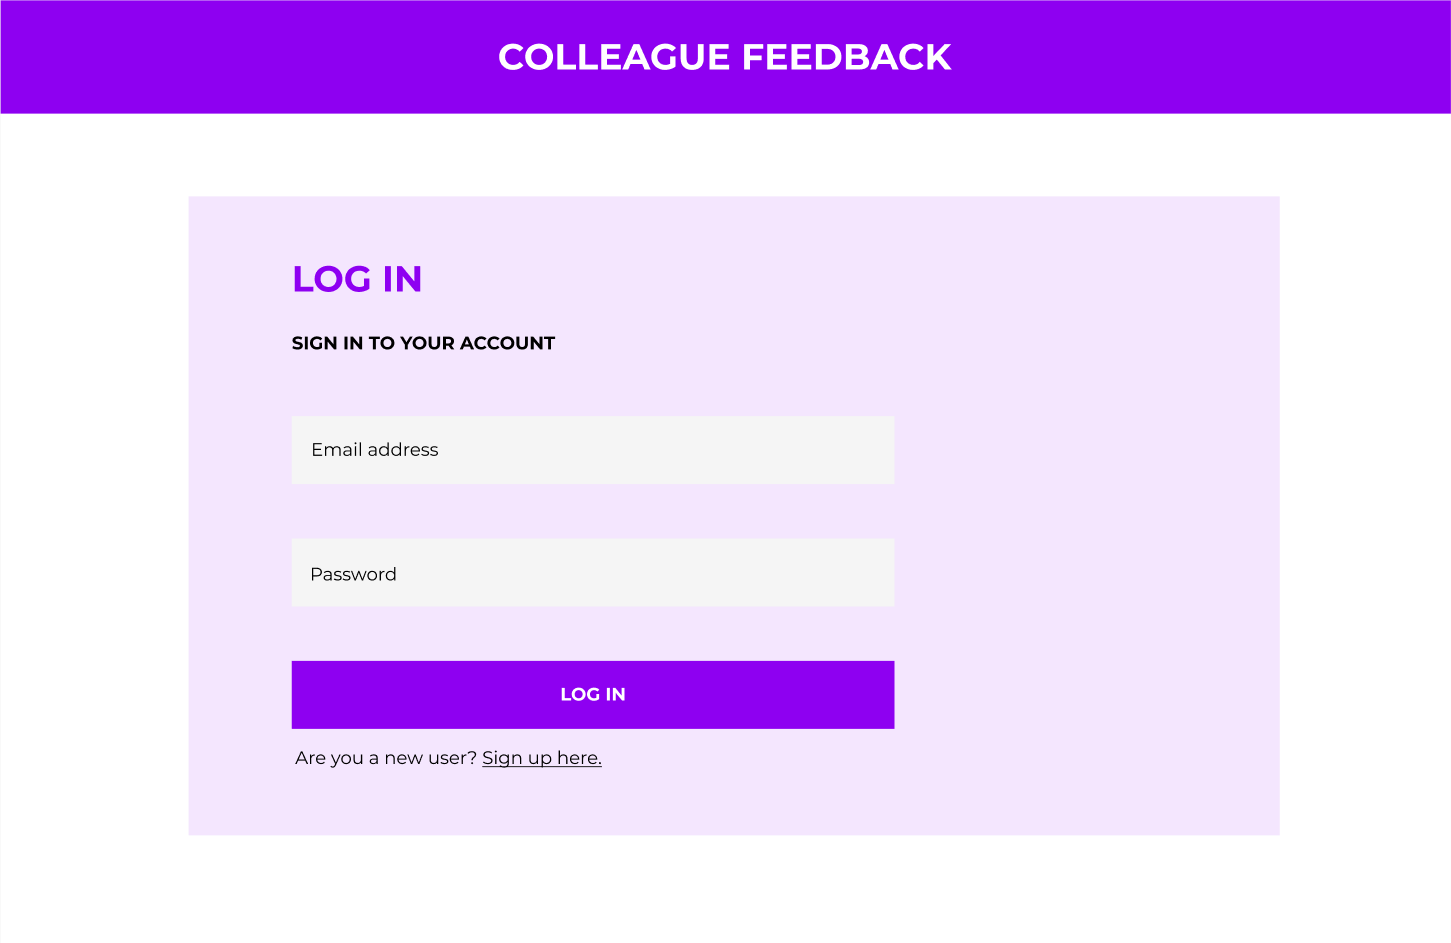 COLLEAGUE FEEDBACK
LOG IN
SIGN IN TO YOUR ACCOUNT
Email address
Password
LOG IN
Are you a new user? Sign up here.